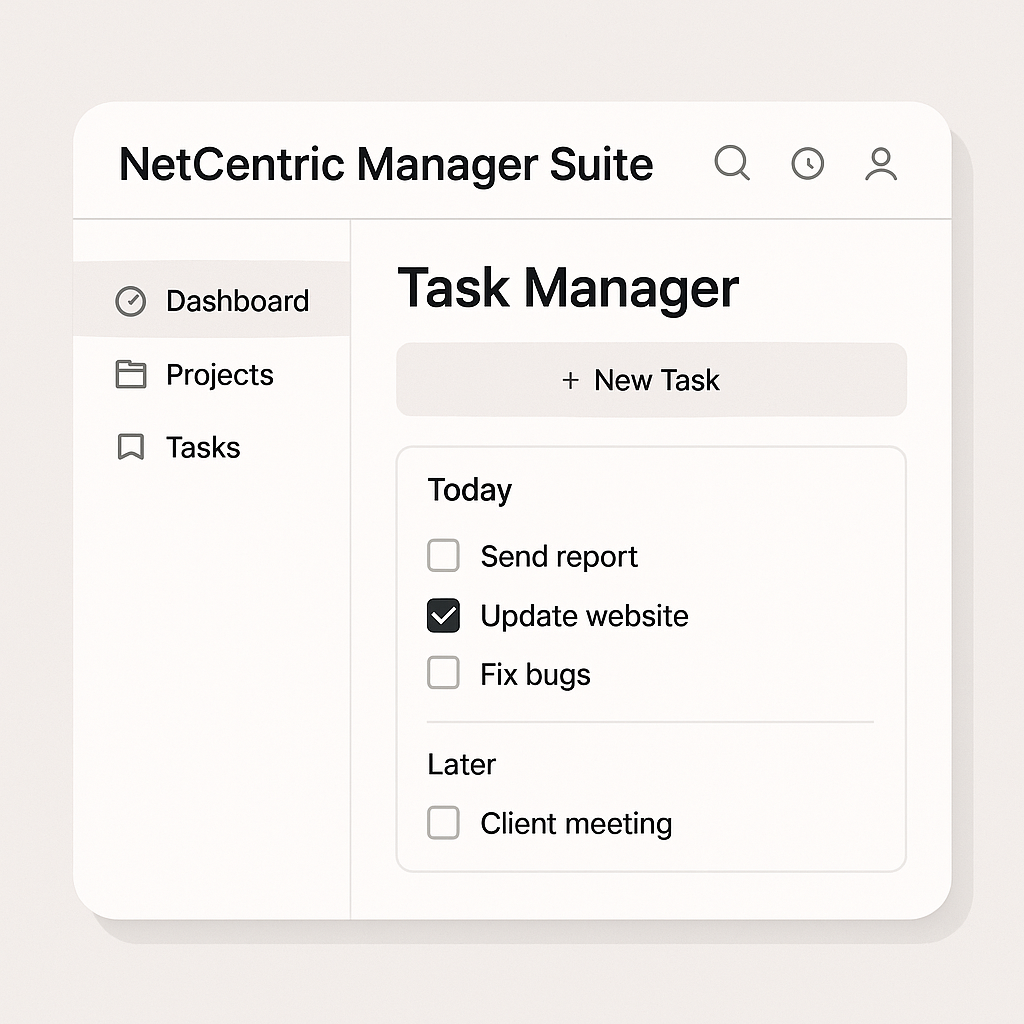 NetCentric Manager Suite
Dashboard
Projects
Tasks
Task Manager
+ New Task
Today
Send report
Update website
Fix bugs
Later
Client meeting